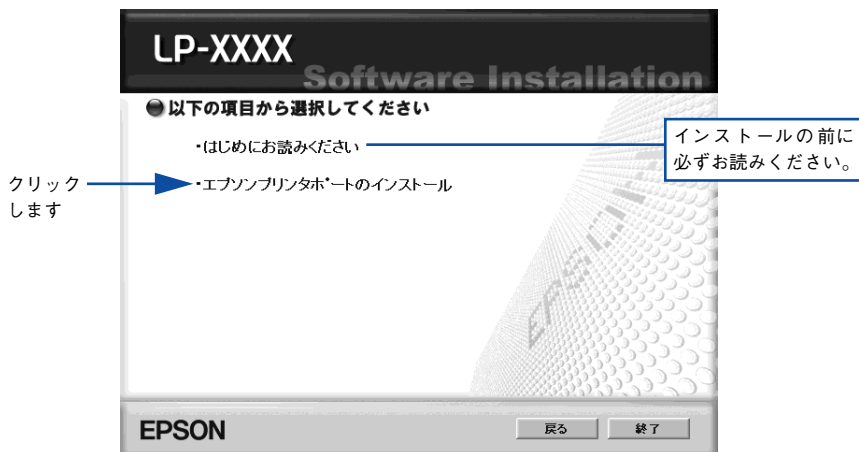 LP-XXXX
Software Installation
以下の項目から選択してください
・はじめにお読みください
インストールの前に
必ずお読みください。
クリック
します
・エプソンプリンタポートのインストール
EPSON
EPSON
戻る
終了